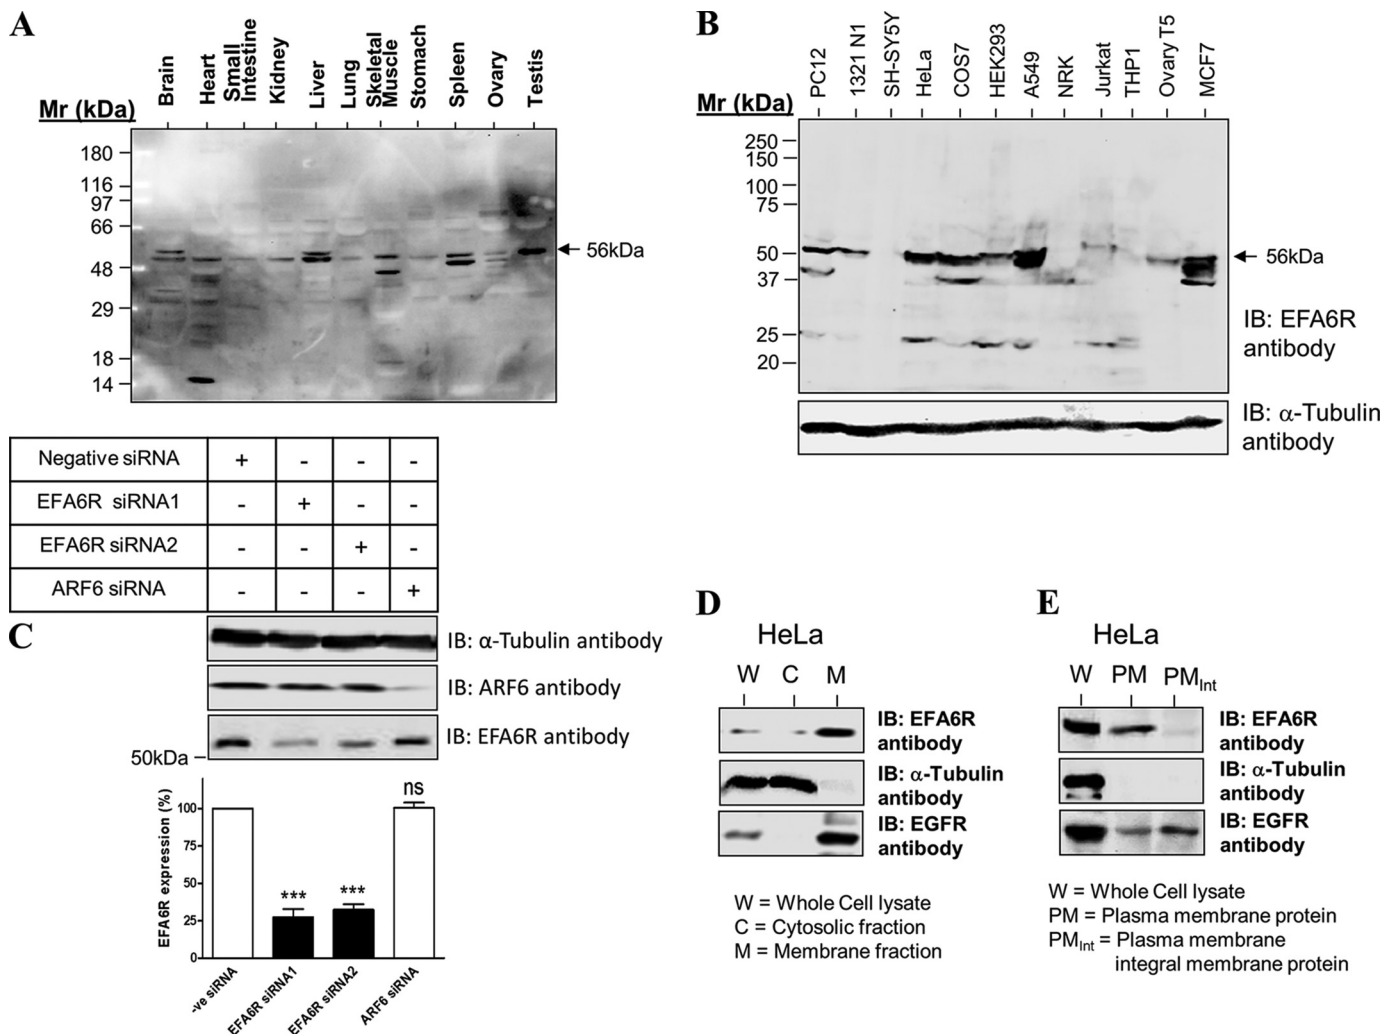 A
Mr (kDa)
Brain
Heart
Small
Intestine
Kidney
Liver
Lung
Skeletal
Muscle
Stomach
Spleen
Ovary
Testis
180
116
97
66
48
29
18
14
56kDa
B
Mr (kDa)
PC12
1321 N1
SH-SY5Y
HeLa
COS7
HEK293
A549
NRK
Jurkat
THP1
Ovary T5
MCF7
250
150
100
75
50
37
25
20
56kDa
IB: EFA6R
antibody
IB: α-Tubulin
antibody
Negative siRNA + - - -
EFA6R siRNA1 - + - -
EFA6R siRNA2 - - + -
ARF6 siRNA - - - +
C
IB: α-Tubulin antibody
IB: ARF6 antibody
IB: EFA6R antibody
50kDa
EFA6R expression (%)
100
75
50
25
0
***
***
ns
-ve siRNA
EFA6R siRNA1
EFA6R siRNA2
ARF6 siRNA
D
HeLa
W C M
IB: EFA6R
antibody
IB: α-Tubulin
antibody
IB: EGFR
antibody
W = Whole Cell lysate
C = Cytosolic fraction
M = Membrane fraction
E
HeLa
W PM PMInt
IB: EFA6R
antibody
IB: α-Tubulin
antibody
IB: EGFR
antibody
W = Whole Cell lysate
PM = Plasma membrane protein
PMInt = Plasma membrane
integral membrane protein